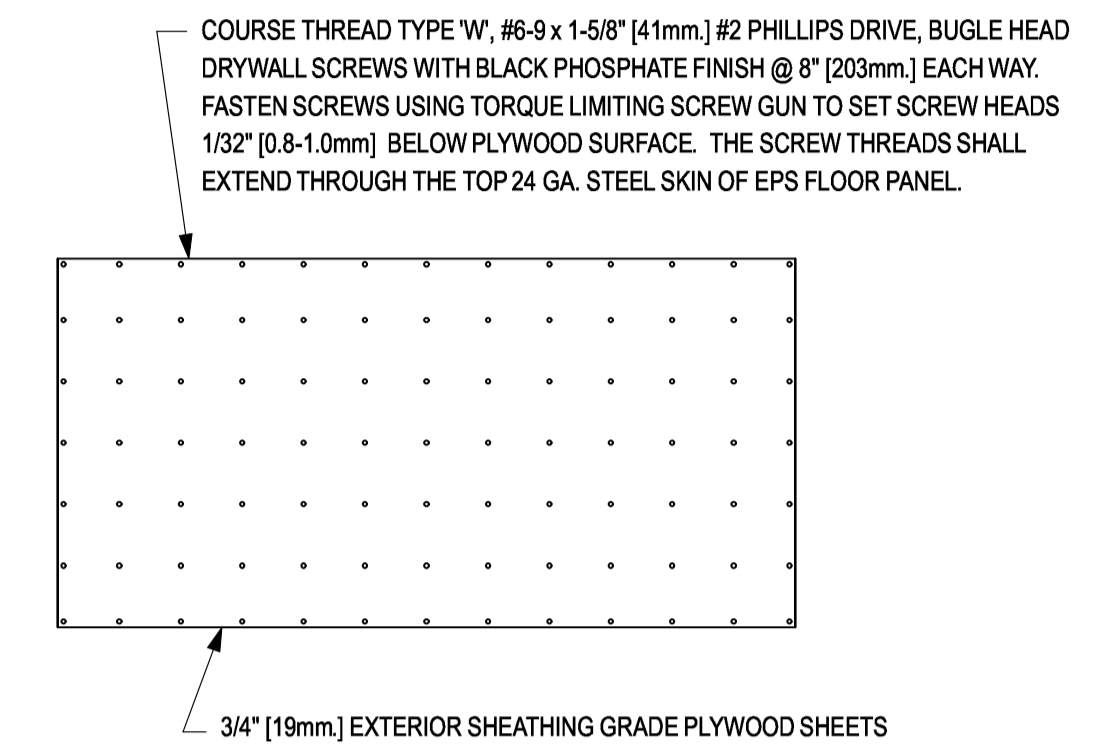 COURSE THREAD TYPE 'W', #6-9 x 1-5/8" [41mm.] #2 PHILLIPS DRIVE, BUGLE HEAD
DRYWALL SCREWS WITH BLACK PHOSPHATE FINISH @ 8" [203mm.] EACH WAY.
FASTEN SCREWS USING TORQUE LIMITING SCREW GUN TO SET SCREW HEADS
1/32" [0.8-1.0mm] BELOW PLYWOOD SURFACE. THE SCREW THREADS SHALL
EXTEND THROUGH THE TOP 24 GA. STEEL SKIN OF EPS FLOOR PANEL.
3/4" [19mm.] EXTERIOR SHEATHING GRADE PLYWOOD SHEETS